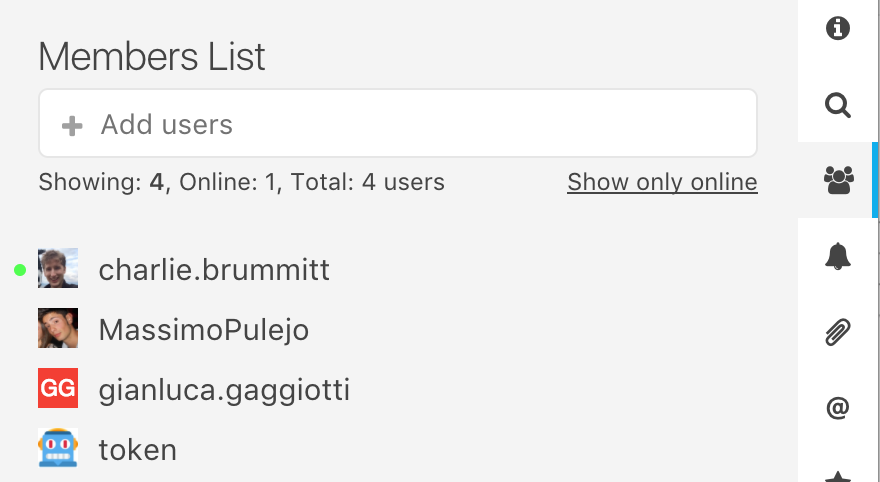 Members List
Add users
Showing: 4, Online: 1, Total: 4 users Show only online
charlie.brummitt
MassimoPulejo
GG gianluca.gaggiotti
token
@